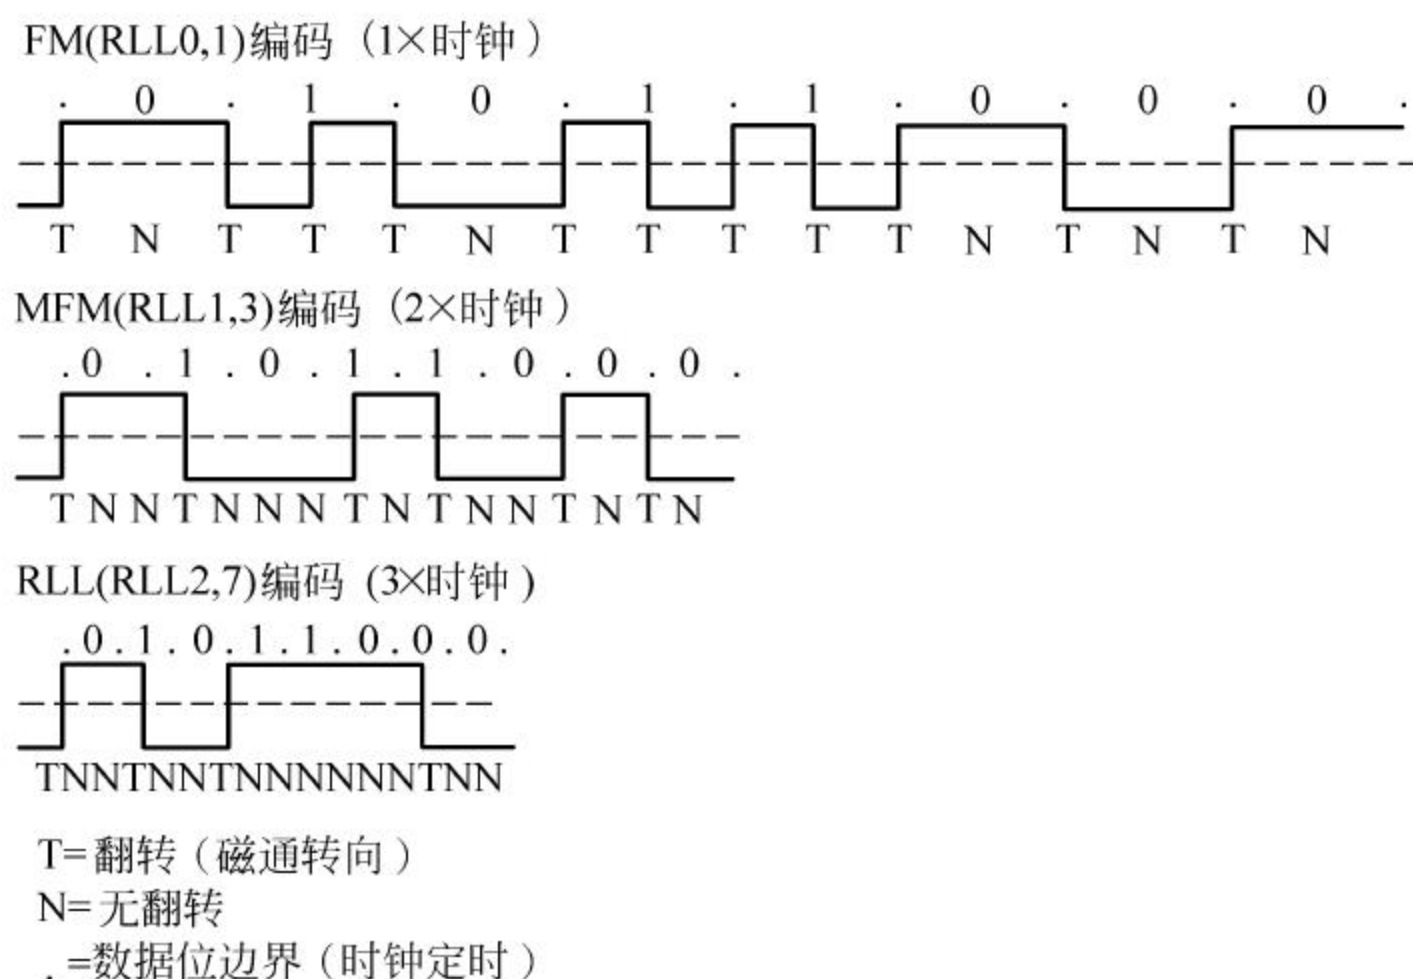 FM(RLL0,1)编码（1×时钟）
. 0 . 1 . 0 . 1 . 1 . 0 . 0 . 0 .
T N T T T N T T T T T N T N T N
MFM(RLL1,3)编码（2×时钟）
. 0 . 1 . 0 . 1 . 1 . 0 . 0 . 0 .
T N N T N N N T N T N N T N T N
RLL(RLL2,7)编码 (3×时钟 )
.0.1.0.1.1.0.0.0.
TNNTNNTNNNNNNTNN
T=翻转（磁通转向）
N=无翻转
.=数据位边界（时钟定时）